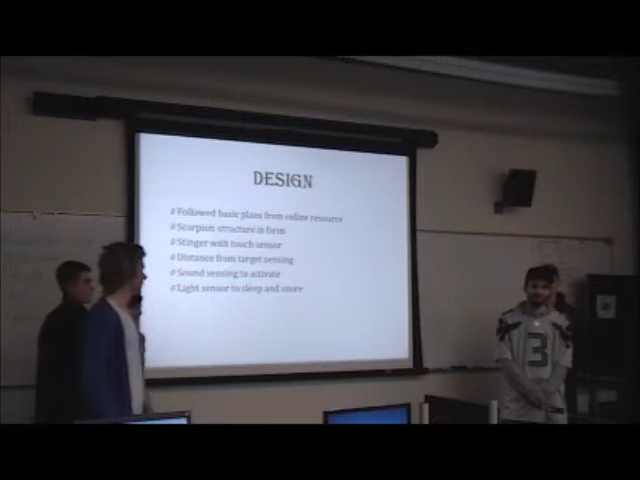 DESIGN
# Followed basic plans from online resource
# Scorpion structure in form
# Stinger with touch sensor
# Distance from target sensing
# Sound sensing to activate
# Light sensor to sleep and snore
3